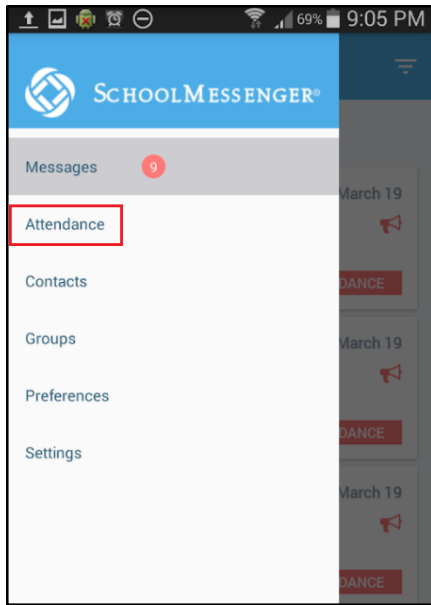 69% 9:05 PM
SCHOOLMESSENGER®
Messages 9
March 19
Attendance
Contacts
DANCE
Groups
March 19
Preferences
DANCE
Settings
March 19
DANCE